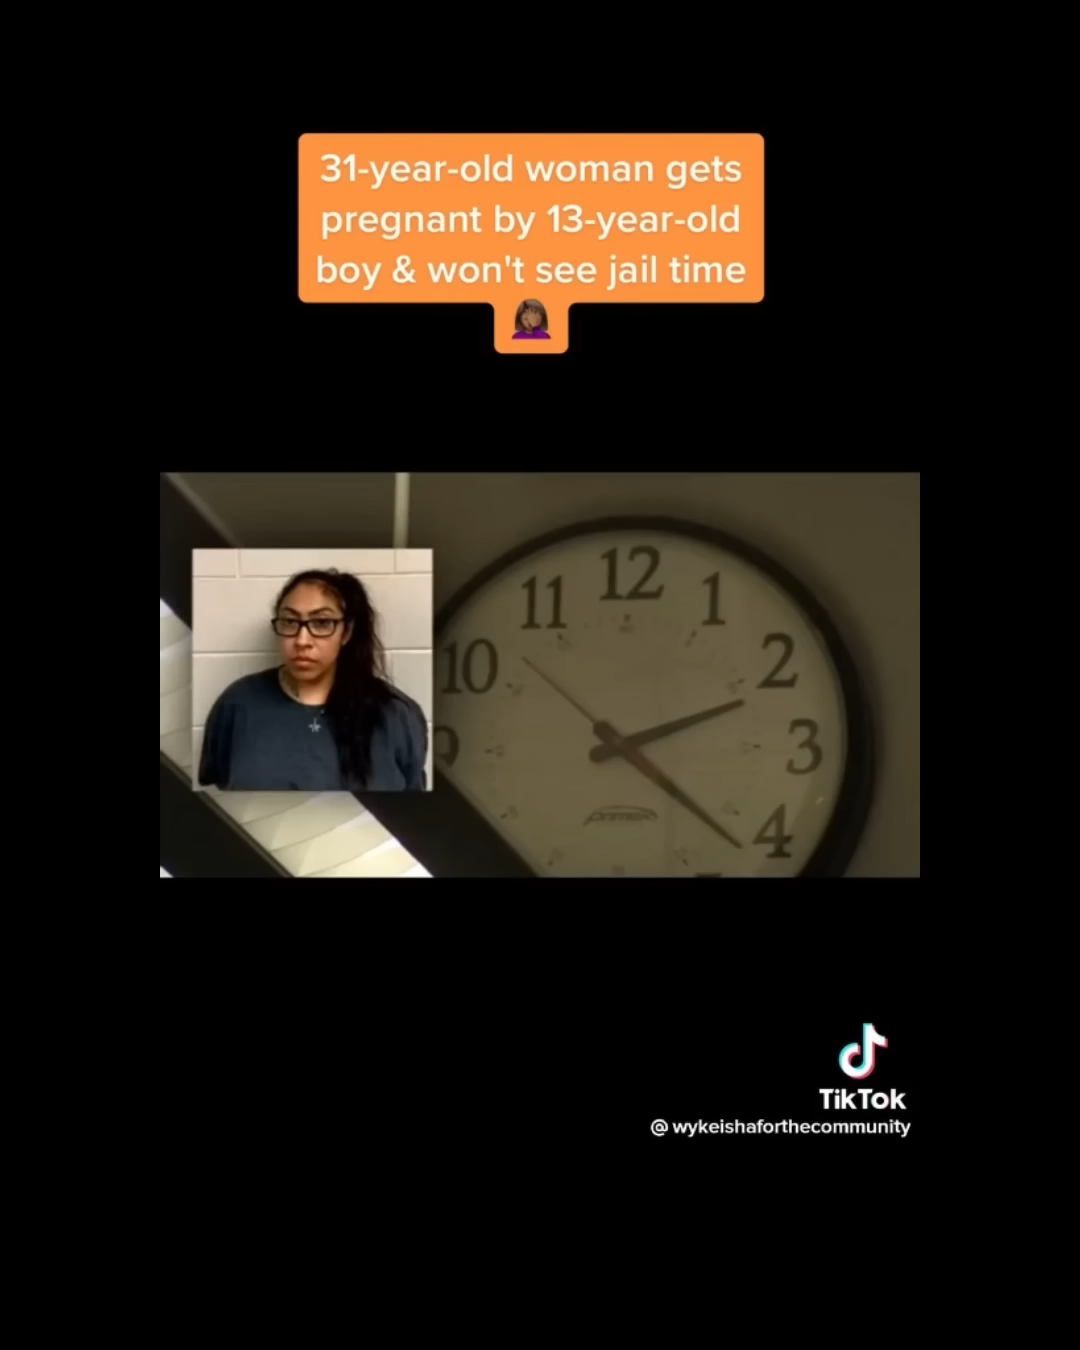 31-year-old woman gets
pregnant by 13-year-old
boy & won't see jail time
🤦🏾‍♀️
11
12
1
10
2
9
3
4
TikTok
@wykeishaforthecommunity